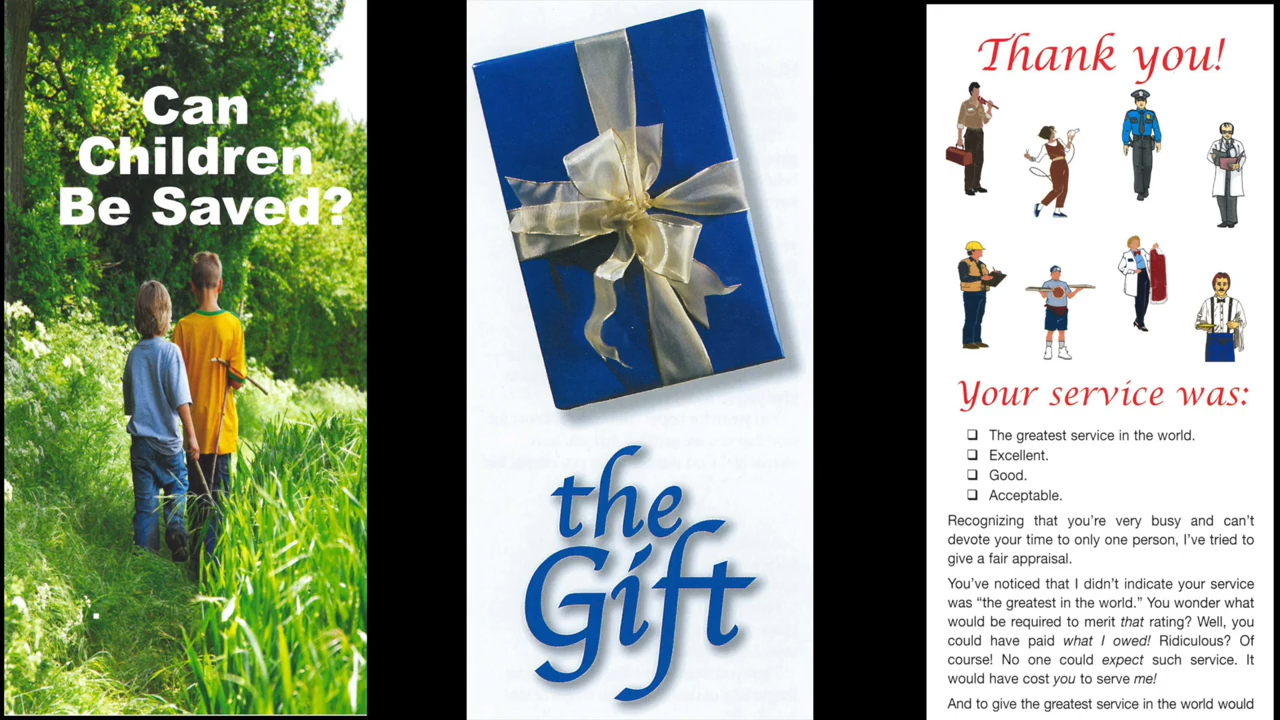 Can
Children
Be Saved?
the
Gift
Thank you!
Your service was:
❑ The greatest service in the world.
❑ Excellent.
❑ Good.
❑ Acceptable.
Recognizing that you’re very busy and can’t
devote your time to only one person, I’ve tried to
give a fair appraisal.
You’ve noticed that I didn’t indicate your service
was “the greatest in the world.” You wonder what
would be required to merit that rating? Well, you
could have paid what I owed! Ridiculous? Of
course! No one could expect such service. It
would have cost you to serve me!
And to give the greatest service in the world would